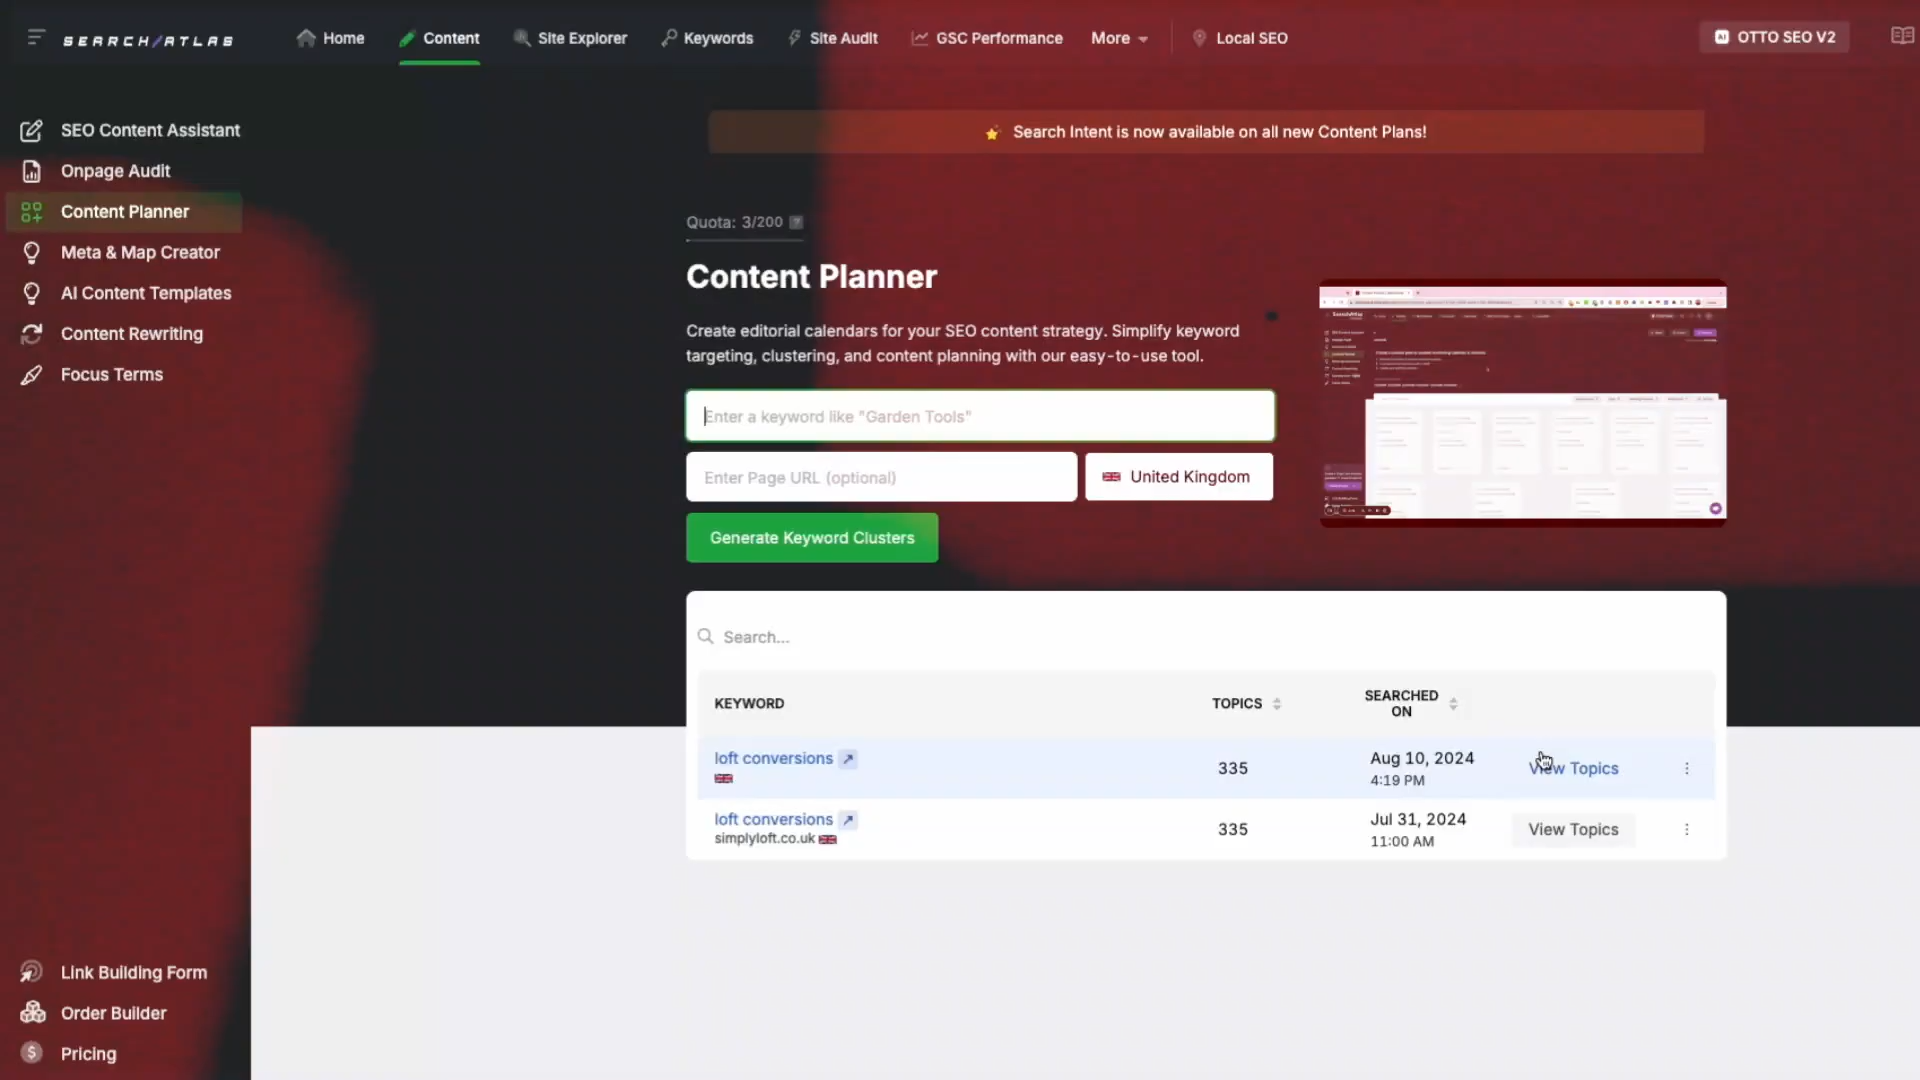 SEARCH/ATLAS
Home
Content
Site Explorer
Keywords
Site Audit
GSC Performance
More
Local SEO
AI OTTO SEO V2
SEO Content Assistant
Onpage Audit
Content Planner
Meta & Map Creator
AI Content Templates
Content Rewriting
Focus Terms
Link Building Form
Order Builder
Pricing
Search Intent is now available on all new Content Plans!
Quota: 3/200 ?
Content Planner
Create editorial calendars for your SEO content strategy. Simplify keyword
targeting, clustering, and content planning with our easy-to-use tool.
Enter a keyword like "Garden Tools"
Enter Page URL (optional)
United Kingdom
Generate Keyword Clusters
Search...
KEYWORD
TOPICS
SEARCHED
ON
loft conversions
335
Aug 10, 2024
4:19 PM
View Topics
loft conversions
simplyloft.co.uk
335
Jul 31, 2024
11:00 AM
View Topics